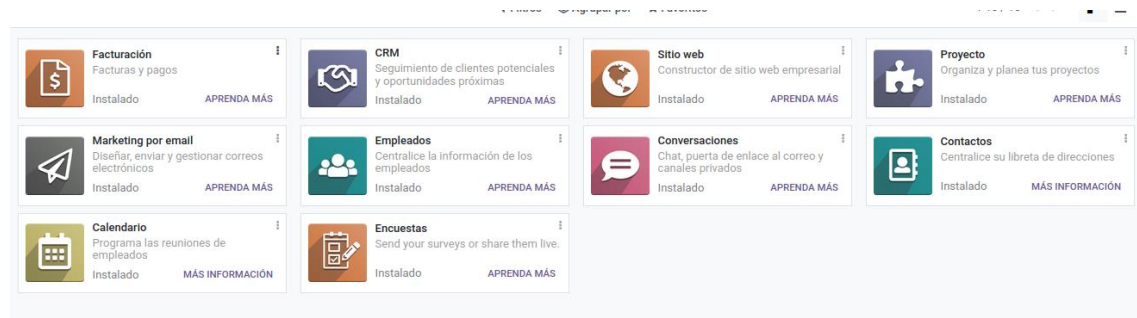 Agrupar por
Favoritos
Facturación
Facturas y pagos
Instalado APRENDA MÁS
CRM
Seguimiento de clientes potenciales
y oportunidades próximas
Instalado APRENDA MÁS
Sitio web
Constructor de sitio web empresarial
Instalado APRENDA MÁS
Proyecto
Organiza y planea tus proyectos
Instalado APRENDA MÁS
Marketing por email
Diseñar, enviar y gestionar correos
electrónicos
Instalado APRENDA MÁS
Empleados
Centralice la información de los
empleados
Instalado APRENDA MÁS
Conversaciones
Chat, puerta de enlace al correo y
canales privados
Instalado APRENDA MÁS
Contactos
Centralice su libreta de direcciones
Instalado MÁS INFORMACIÓN
Calendario
Programa las reuniones de
empleados
Instalado MÁS INFORMACIÓN
Encuestas
Send your surveys or share them live.
Instalado APRENDA MÁS